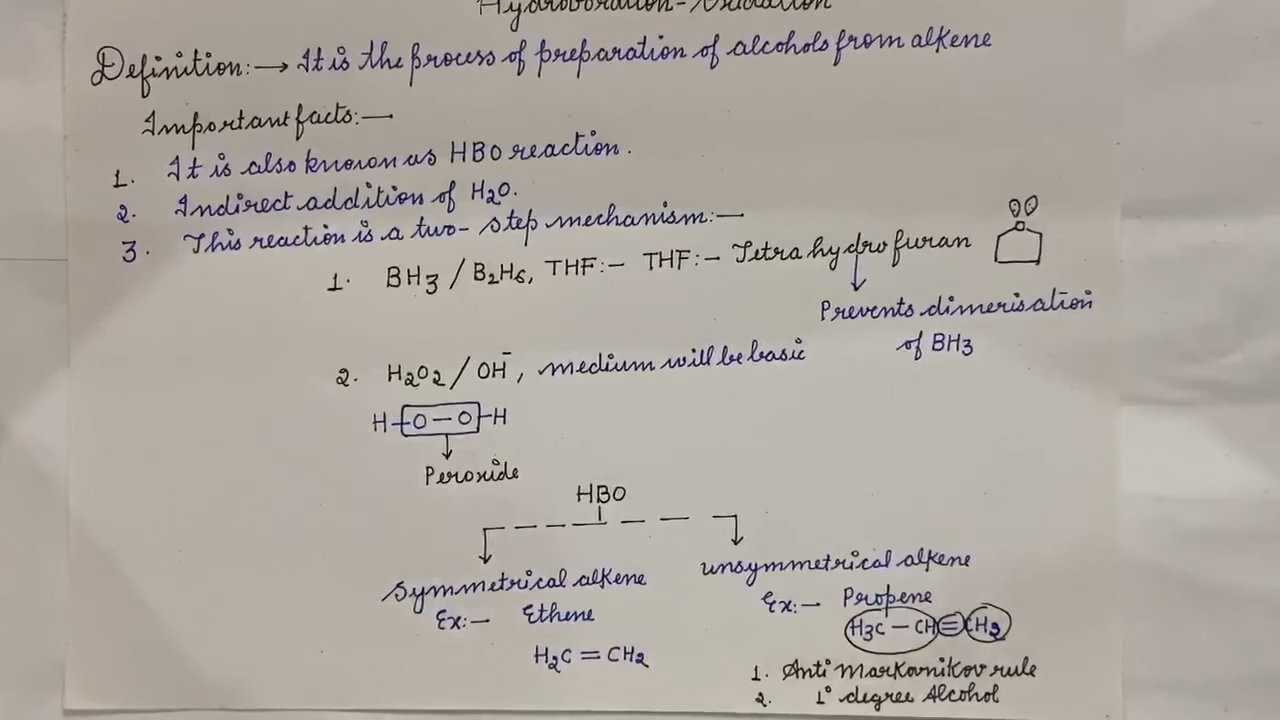 Hydroboration-Oxidation
Definition:→ It is the process of preparation of alcohols from alkene
Important facts:—
1. It is also known as HBO reaction.
2. Indirect addition of H2O.
3. This reaction is a two-step mechanism:—
1. BH3 / B2H6, THF:- THF:- Tetra hydro furan
Prevents dimerisation
of BH3
2. H2O2 / OH̄, medium will be basic
H-O-O-H
Peroxide
HBO
Symmetrical alkene
Ex:— Ethene
H2C = CH2
unsymmetrical alkene
Ex:— Propene
H3C — CH = CH2
1. Anti Markovnikov rule
2. 1° degree Alcohol